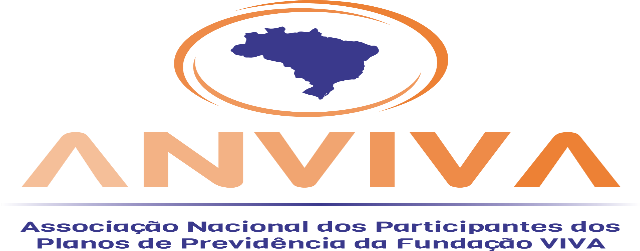 ANVIVA
Associação Nacional dos Participantes dos
Planos de Previdência da Fundação VIVA